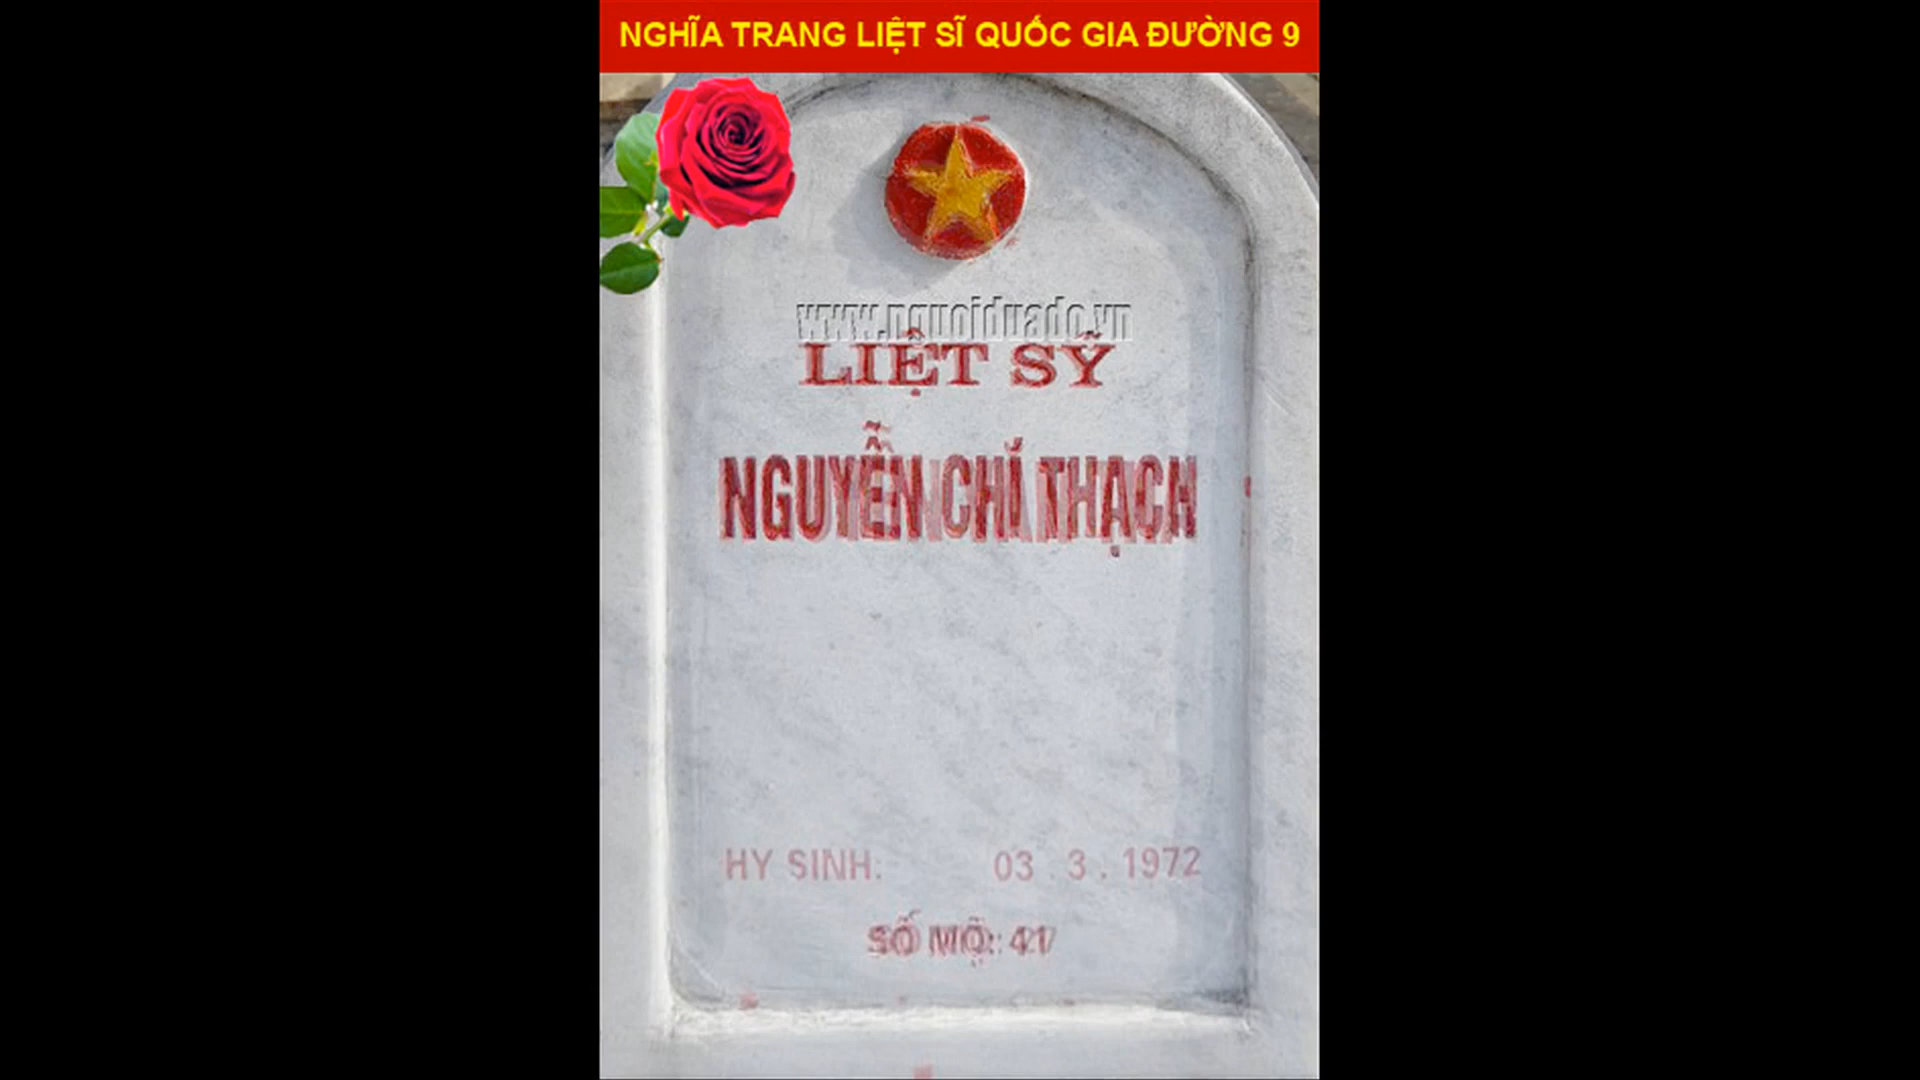 NGHĨA TRANG LIỆT SĨ QUỐC GIA ĐƯỜNG 9
www.nguoiduado.vn
LIỆT SỸ
NGUYỄN CHÍ THẠCH
HY SINH: 03 . 3 . 1972
SỐ MỘ: